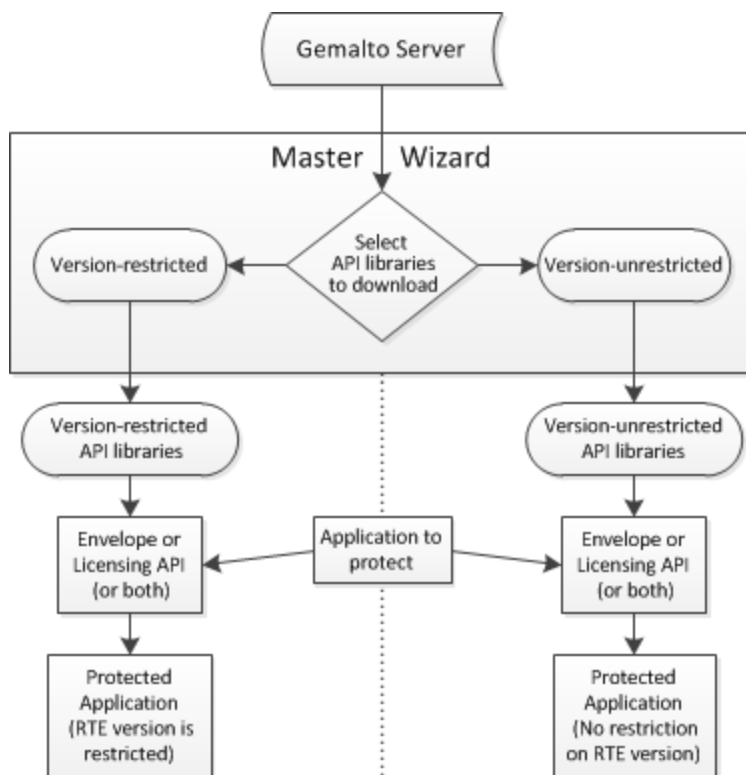 Gemalto Server
Master Wizard
Select
API libraries
to download
Version-restricted
Version-unrestricted
Version-restricted
API libraries
Version-unrestricted
API libraries
Envelope or
Licensing API
(or both)
Application to
protect
Envelope or
Licensing API
(or both)
Protected
Application
(RTE version is
restricted)
Protected
Application
(No restriction
on RTE version)